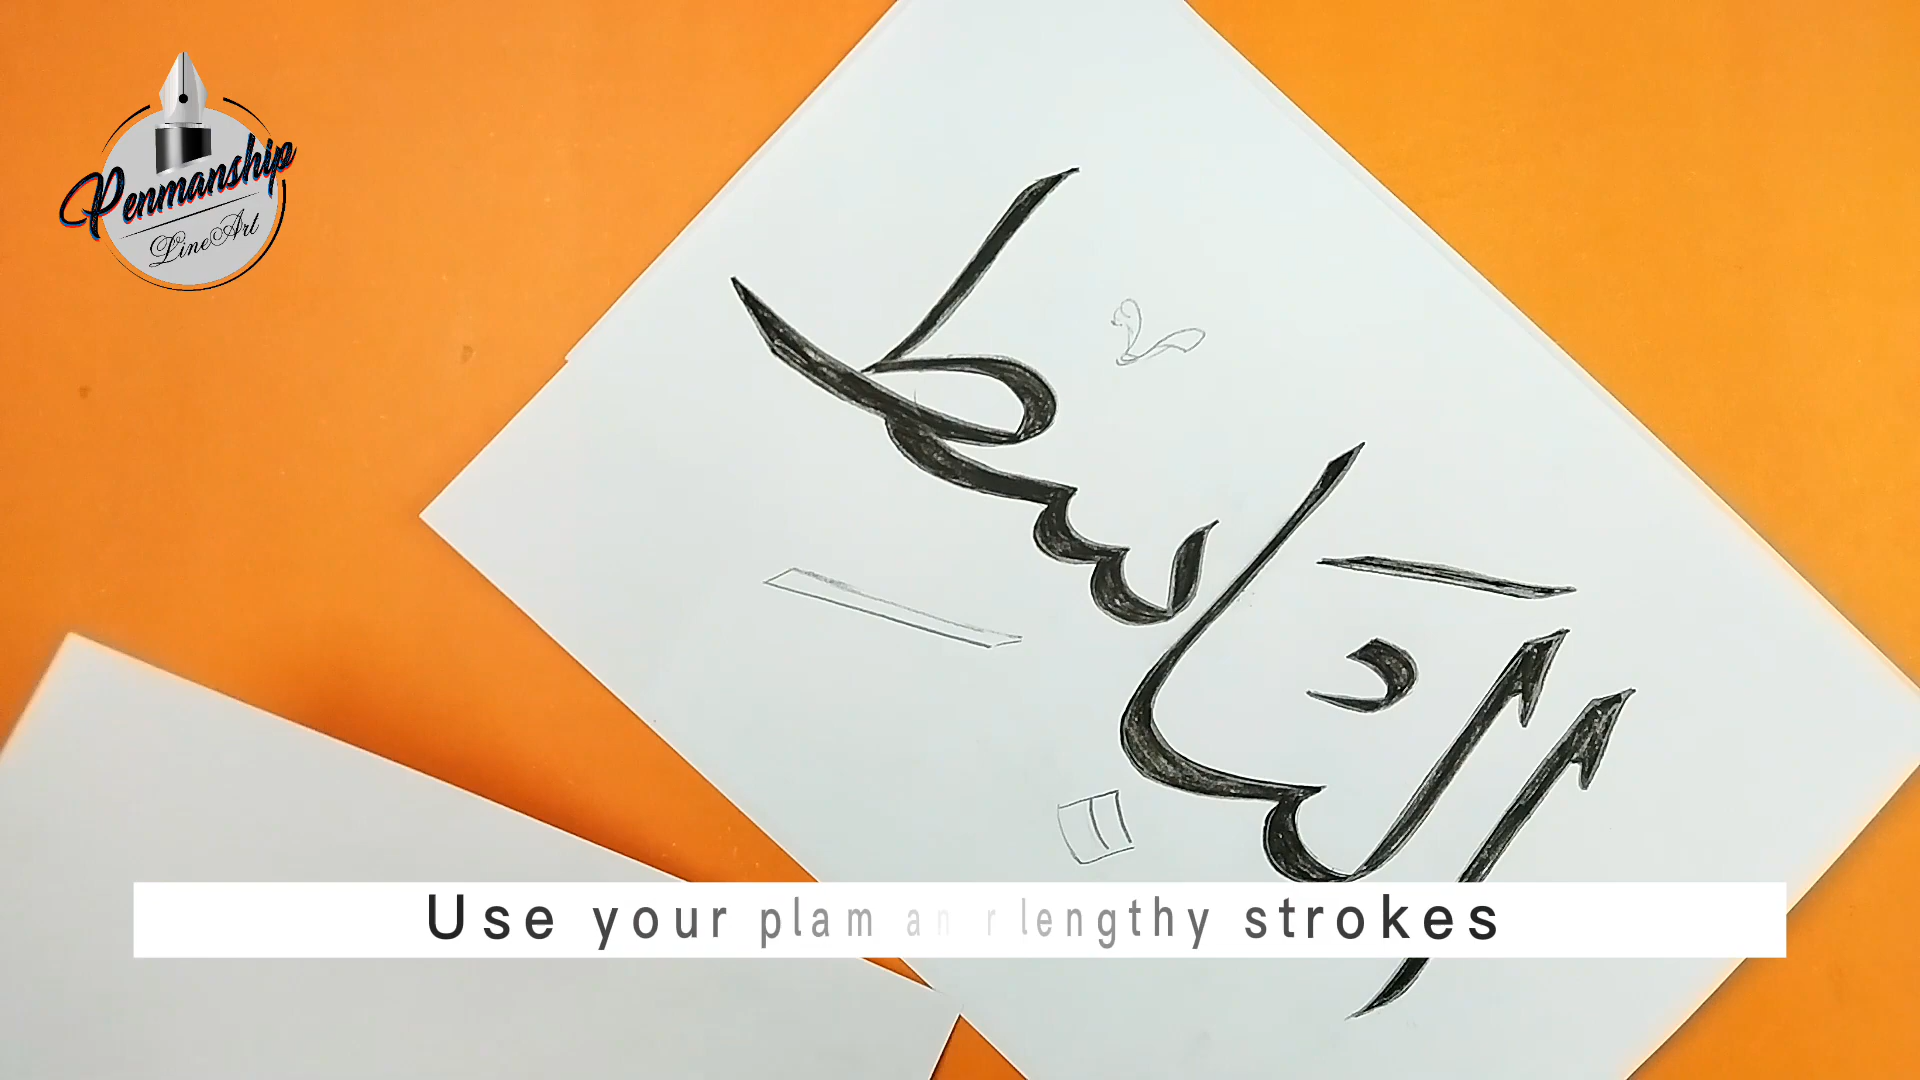 Penmanship
LineArt
الباسط
Use your plam lengthy strokes